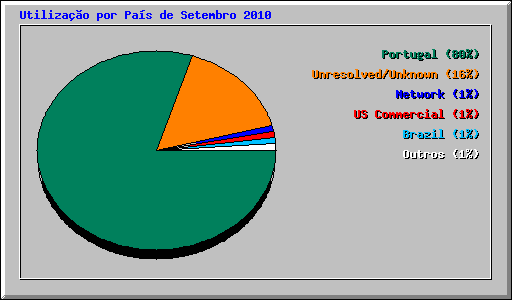 Utilização por País de Setembro 2010
Portugal (80%)
Unresolved/Unknown (16%)
Network (1%)
US Commercial (1%)
Brazil (1%)
Outros (1%)